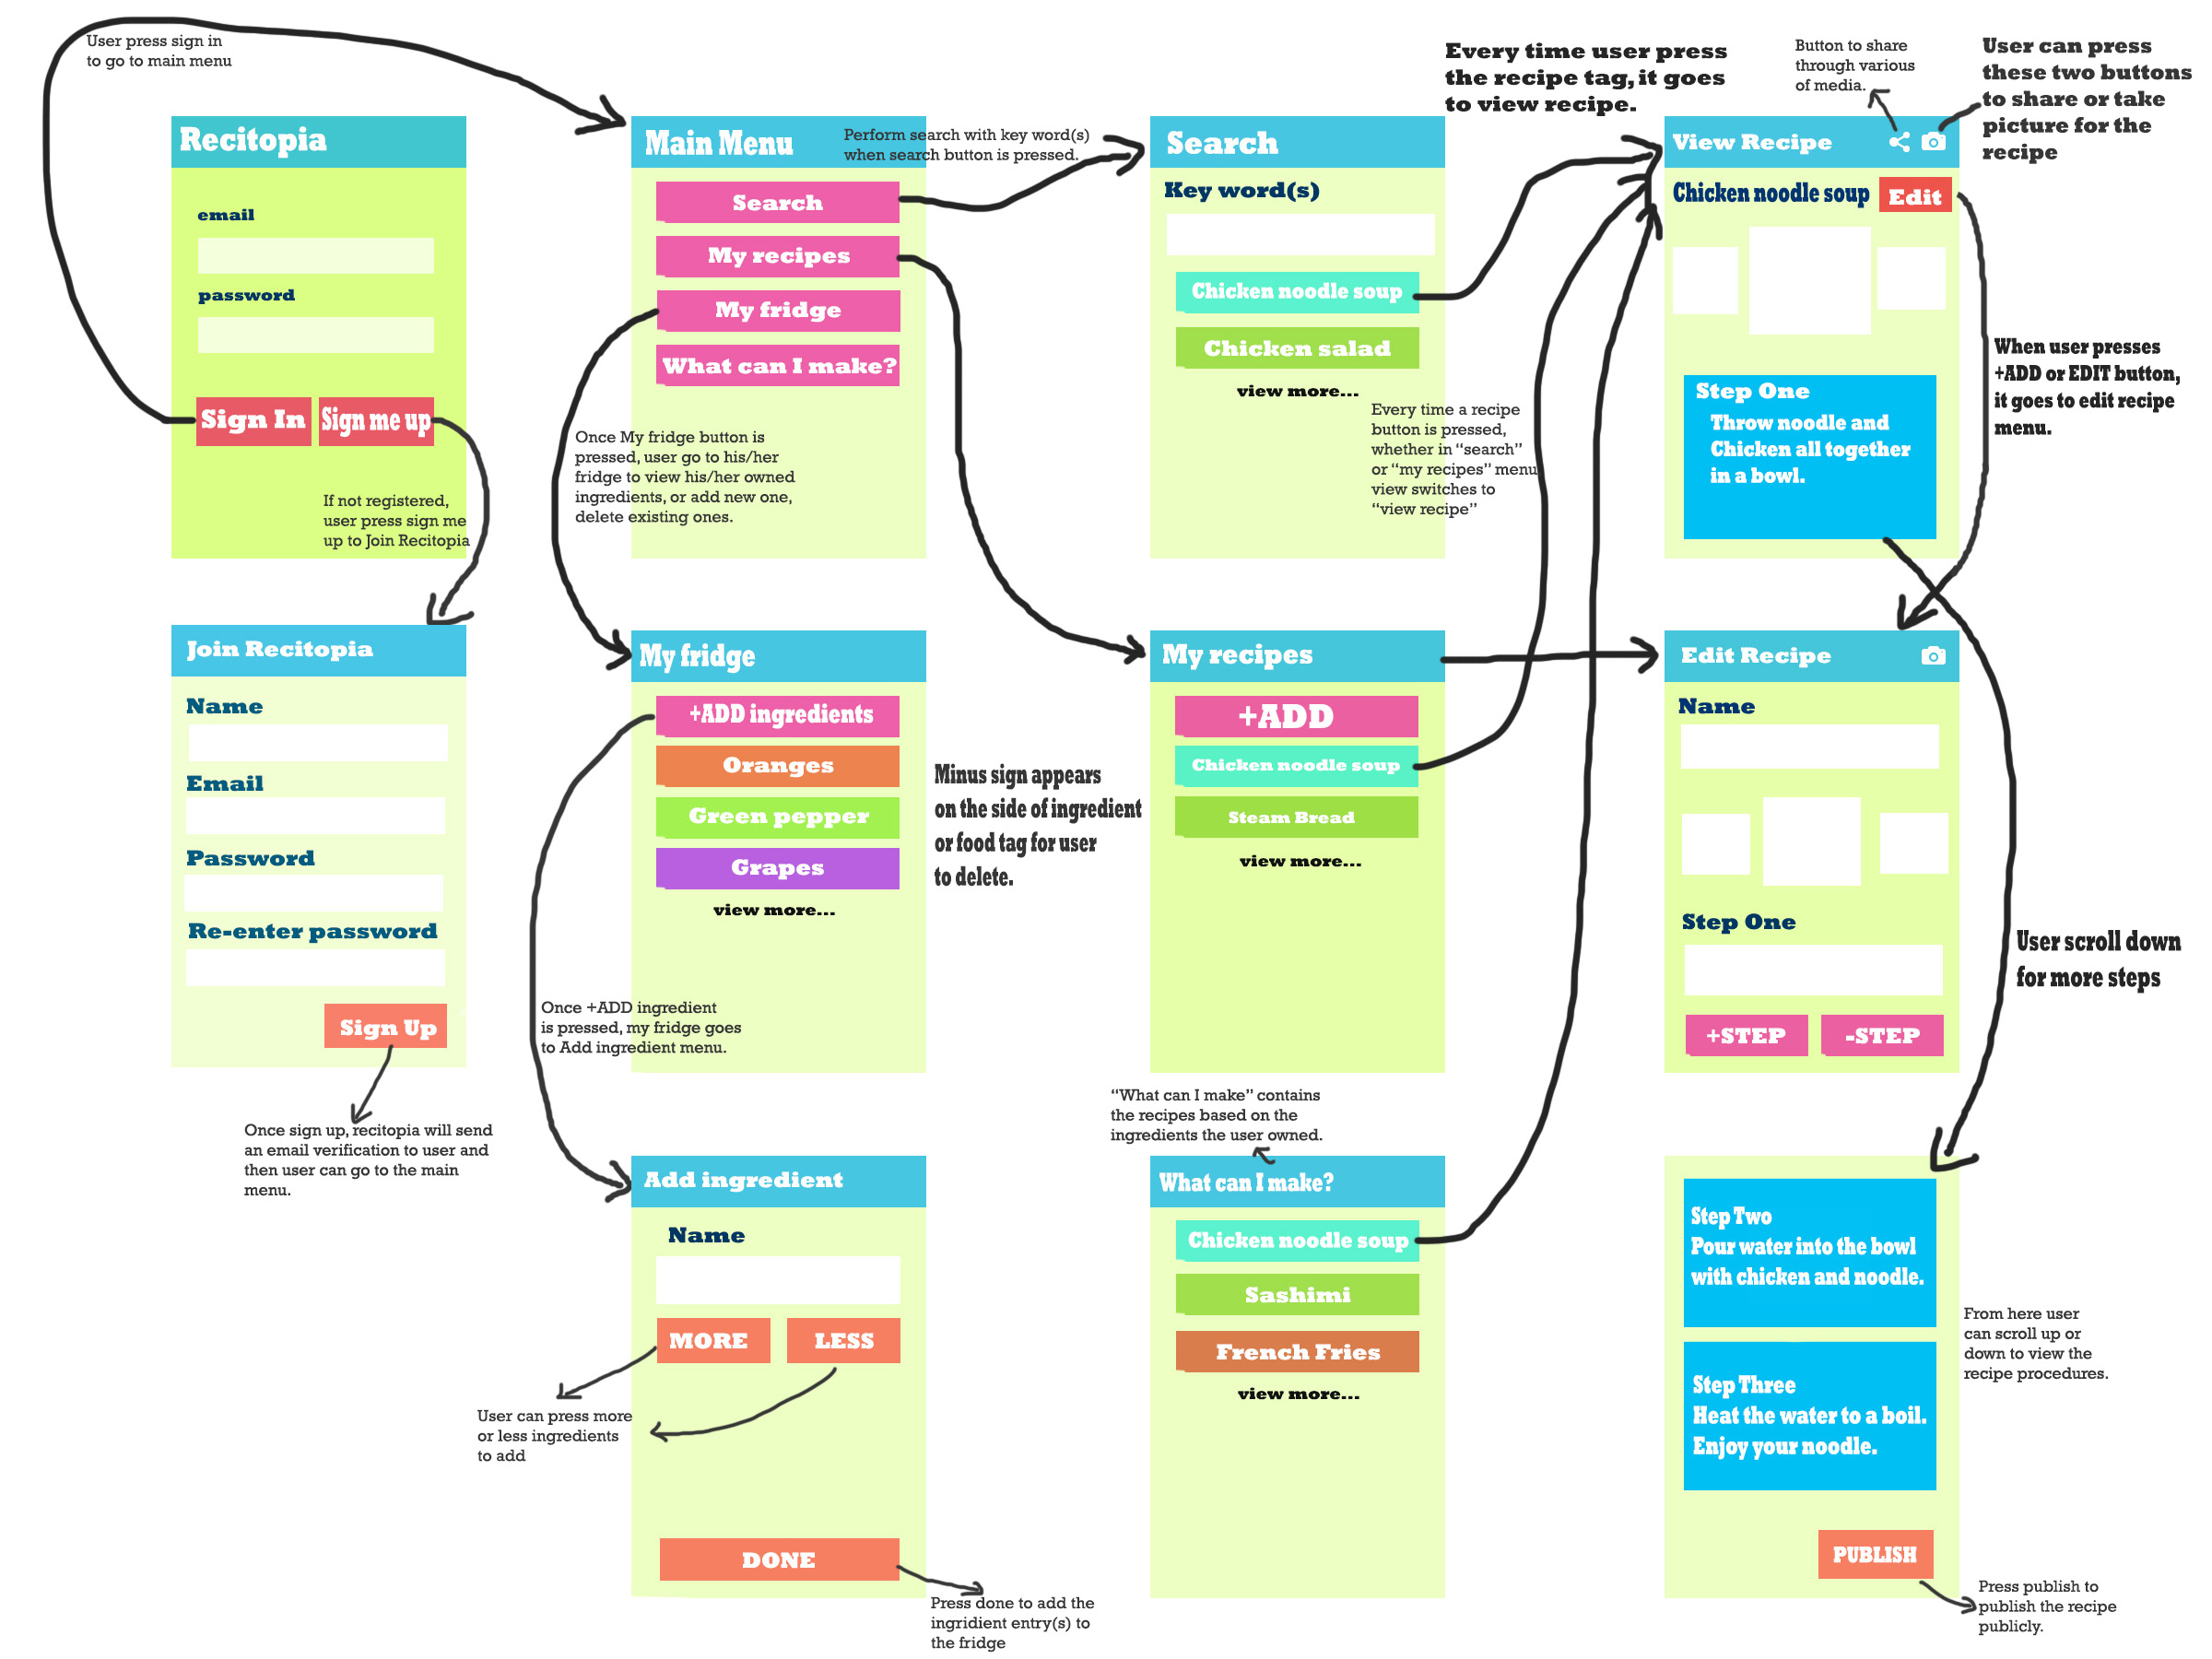 User press sign in
to go to main menu
Recitopia
email
password
Sign In
Sign me up
If not registered,
user press sign me
up to Join Recitopia
Join Recitopia
Name
Email
Password
Re-enter password
Sign Up
Once sign up, recitopia will send
an email verification to user and
then user can go to the main
menu.
Main Menu
Perform search with key word(s)
when search button is pressed.
Search
My recipes
My fridge
What can I make?
Once My fridge button is
pressed, user go to his/her
fridge to view his/her owned
ingredients, or add new one,
delete existing ones.
My fridge
+ADD ingredients
Oranges
Green pepper
Grapes
view more...
Minus sign appears
on the side of ingredient
or food tag for user
to delete.
Once +ADD ingredient
is pressed, my fridge goes
to Add ingredient menu.
Add ingredient
Name
MORE
LESS
User can press more
or less ingredients
to add
DONE
Press done to add the
ingridient entry(s) to
the fridge
Search
Key word(s)
Chicken noodle soup
Chicken salad
view more...
Every time user press
the recipe tag, it goes
to view recipe.
Every time a recipe
button is pressed,
whether in “search”
or “my recipes” menu
view switches to
“view recipe”
My recipes
+ADD
Chicken noodle soup
Steam Bread
view more...
“What can I make” contains
the recipes based on the
ingredients the user owned.
What can I make?
Chicken noodle soup
Sashimi
French Fries
view more...
Button to share
through various
of media.
User can press
these two buttons
to share or take
picture for the
recipe
View Recipe
Chicken noodle soup
Edit
Step One
Throw noodle and
Chicken all together
in a bowl.
When user presses
+ADD or EDIT button,
it goes to edit recipe
menu.
Edit Recipe
Name
Step One
+STEP
-STEP
User scroll down
for more steps
Step Two
Pour water into the bowl
with chicken and noodle.
Step Three
Heat the water to a boil.
Enjoy your noodle.
From here user
can scroll up or
down to view the
recipe procedures.
PUBLISH
Press publish to
publish the recipe
publicly.